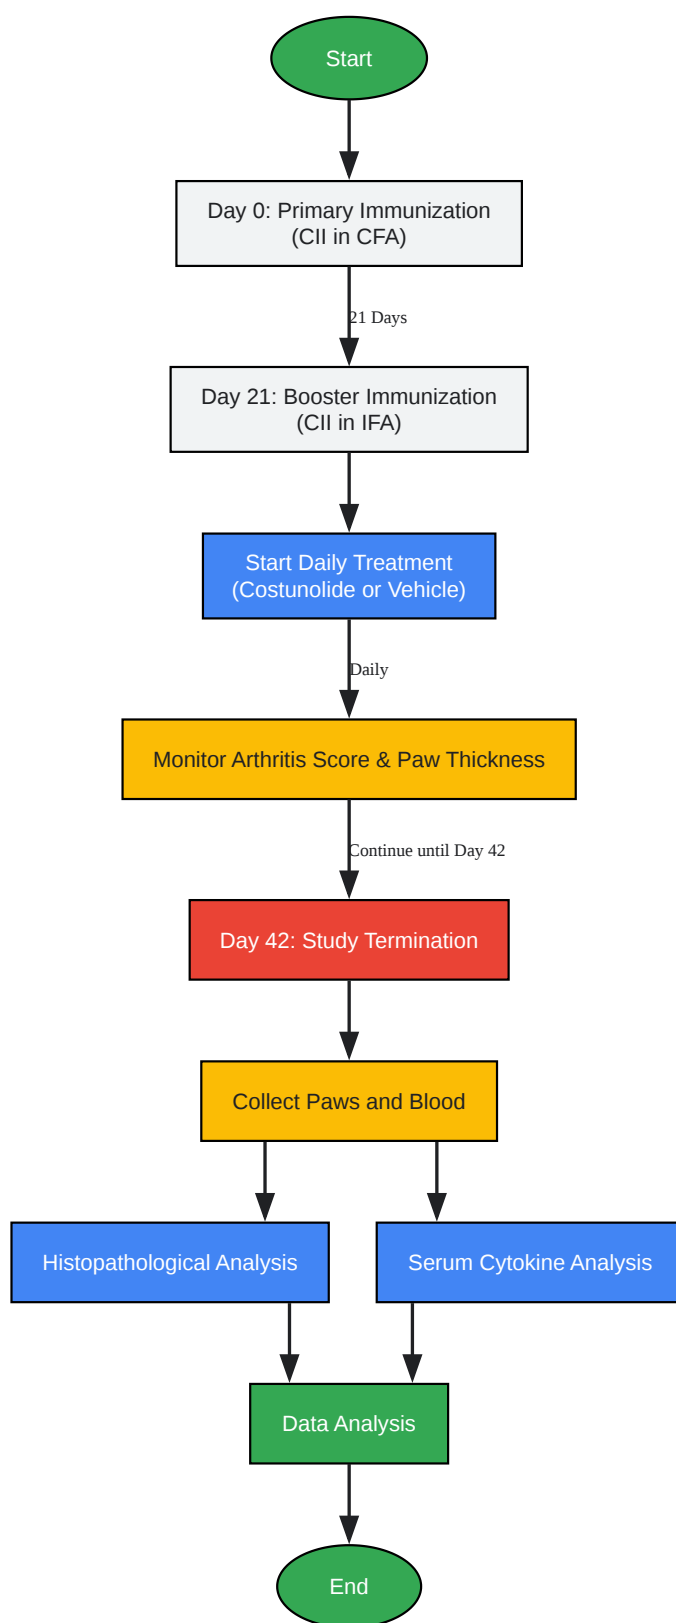 Start
Day 0: Primary Immunization
(CII in CFA)
21 Days
Day 21: Booster Immunization
(CII in IFA)
Start Daily Treatment
(Costunolide or Vehicle)
Daily
Monitor Arthritis Score & Paw Thickness
Continue until Day 42
Day 42: Study Termination
Collect Paws and Blood
Histopathological Analysis
Serum Cytokine Analysis
Data Analysis
End